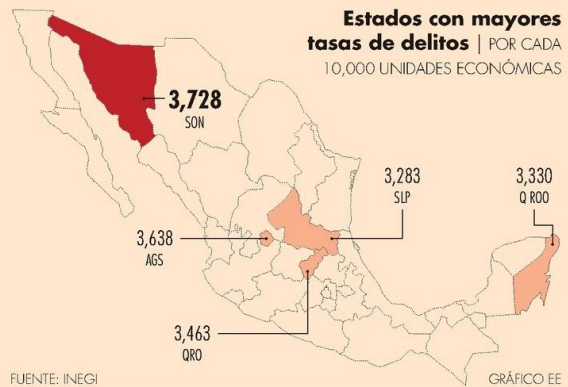 Estados con mayores
tasas de delitos | POR CADA
10,000 UNIDADES ECONÓMICAS
3,728
SON
3,283
SLP
3,330
Q ROO
3,638
AGS
3,463
QRO
FUENTE: INEGI
GRÁFICO EE